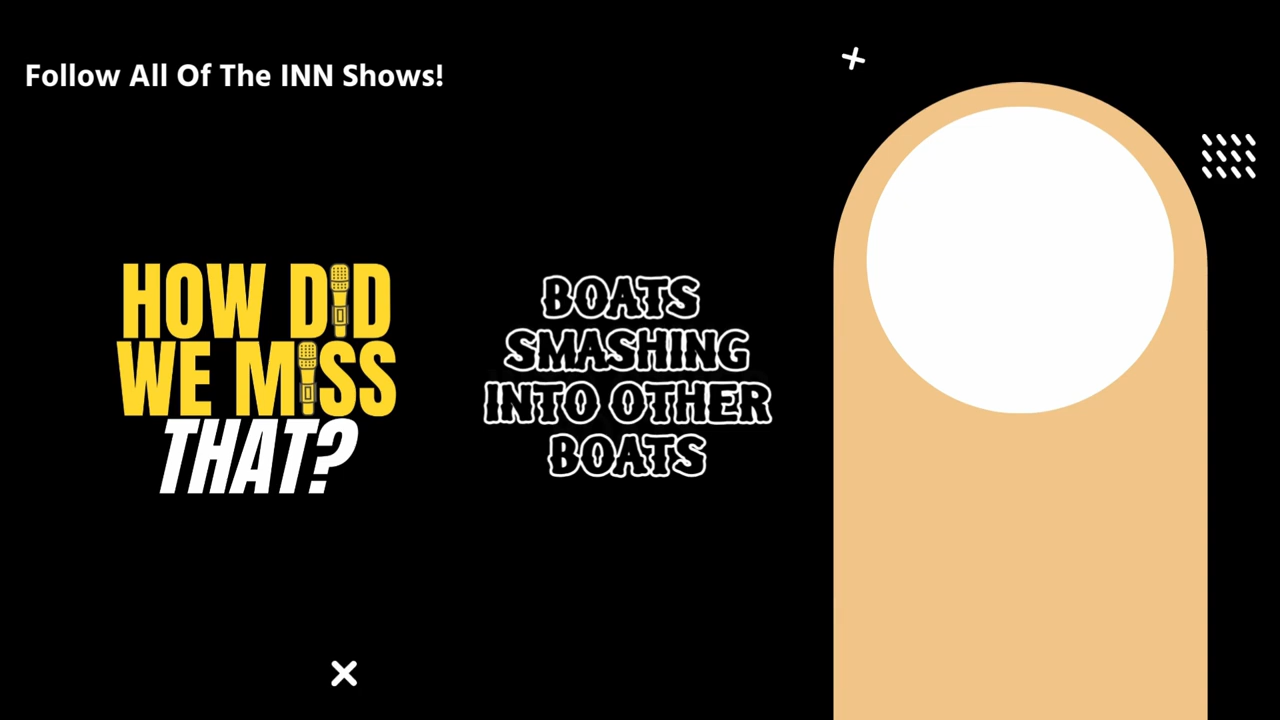 Follow All Of The INN Shows!
HOW DID
WE MISS
THAT?
BOATS
SMASHING
INTO OTHER
BOATS